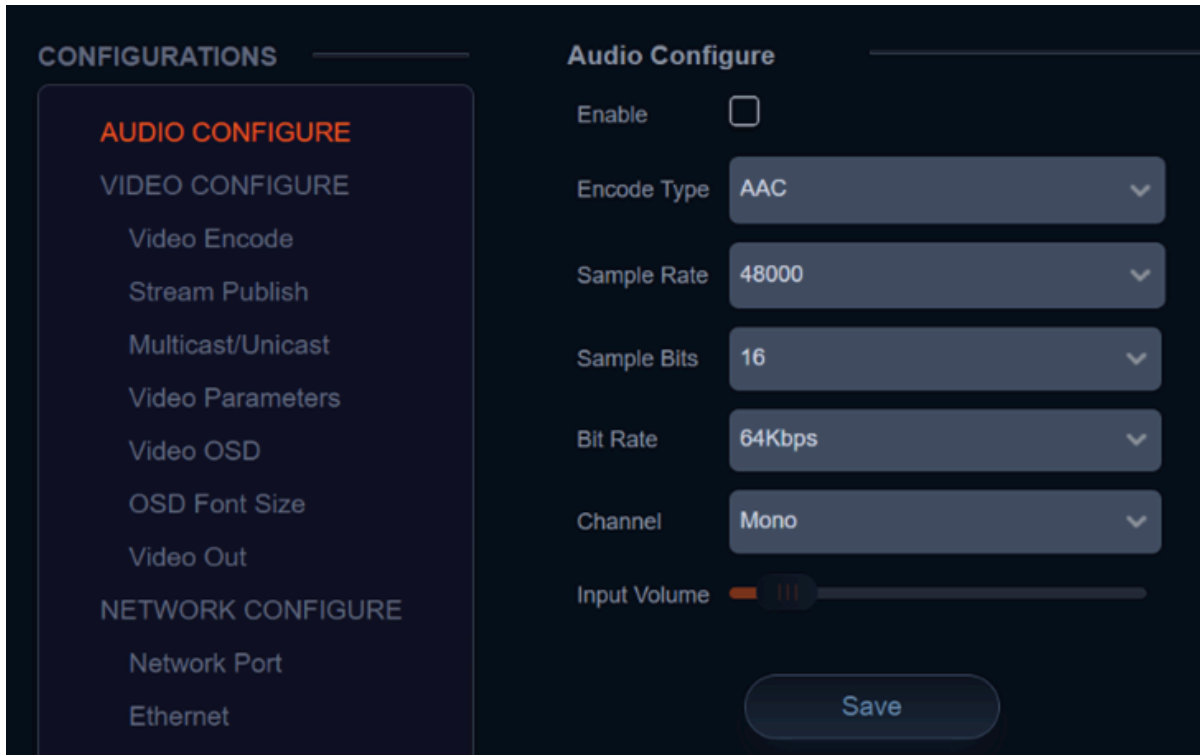 CONFIGURATIONS
AUDIO CONFIGURE
VIDEO CONFIGURE
Video Encode
Stream Publish
Multicast/Unicast
Video Parameters
Video OSD
OSD Font Size
Video Out
NETWORK CONFIGURE
Network Port
Ethernet
Audio Configure
Enable
Encode Type AAC
Sample Rate 48000
Sample Bits 16
Bit Rate 64Kbps
Channel Mono
Input Volume
Save